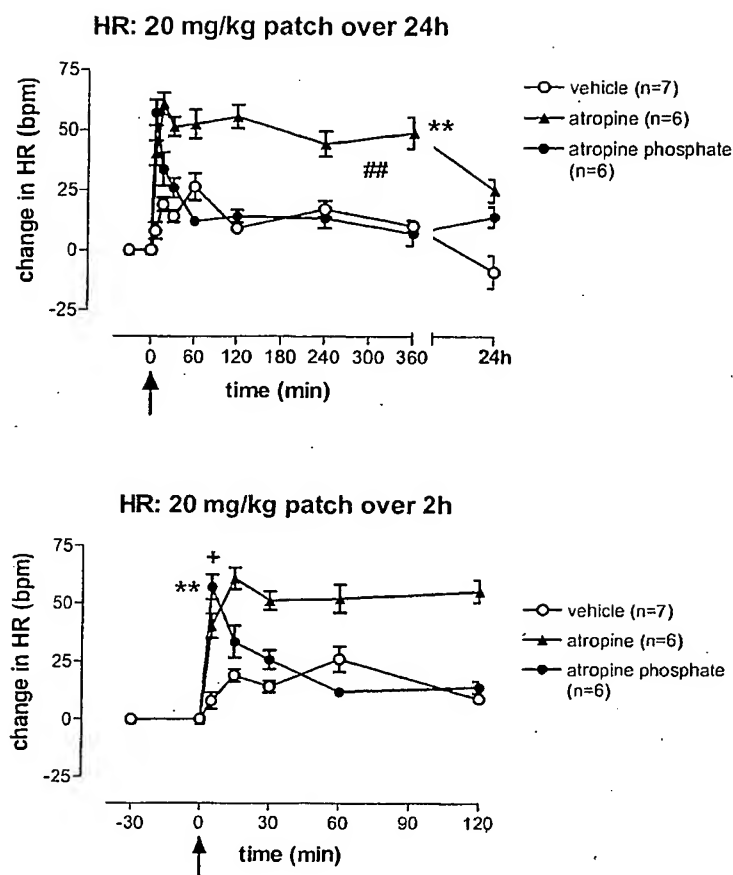 HR: 20 mg/kg patch over 24h
change in HR (bpm)
75
50
25
0
-25
**
##
vehicle (n=7)
atropine (n=6)
atropine phosphate
(n=6)
0 60 120 180 240 300 360 24h
time (min)
HR: 20 mg/kg patch over 2h
change in HR (bpm)
75
50
25
0
-25
+
**
vehicle (n=7)
atropine (n=6)
atropine phosphate
(n=6)
-30 0 30 60 90 120
time (min)